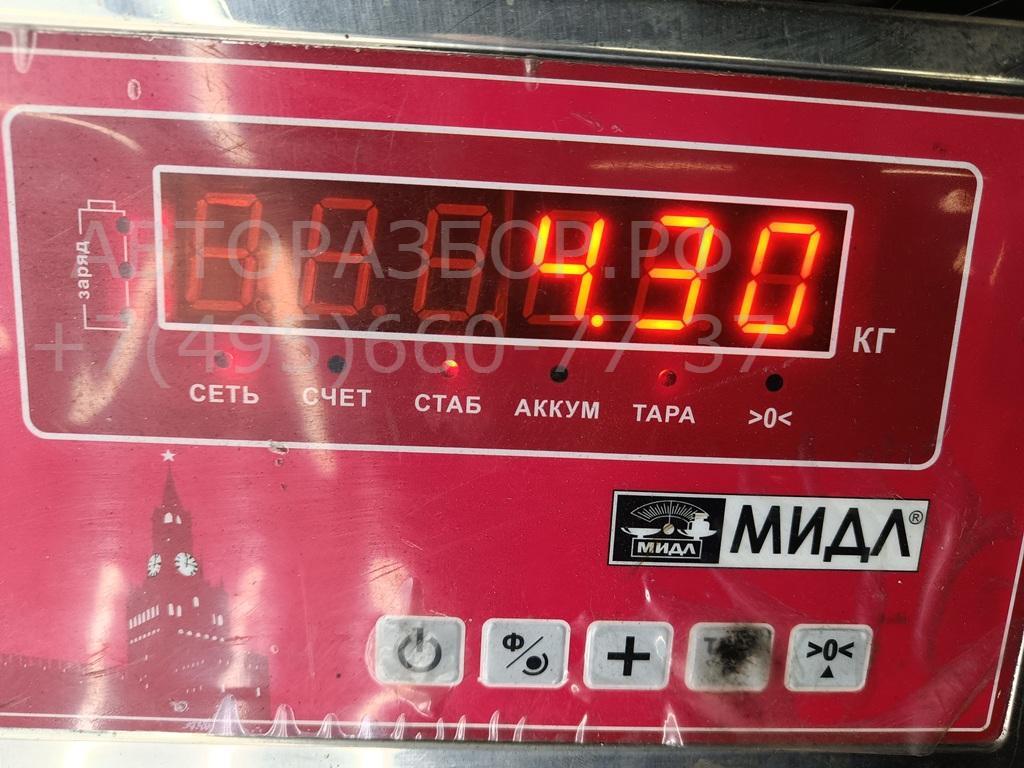 АВТОРАЗБОР.РФ
+7(495)660-77-37
заряд
4.30
КГ
СЕТЬ СЧЕТ СТАБ АККУМ ТАРА >0<
МИДЛ МИДЛ®
Ф + >0<